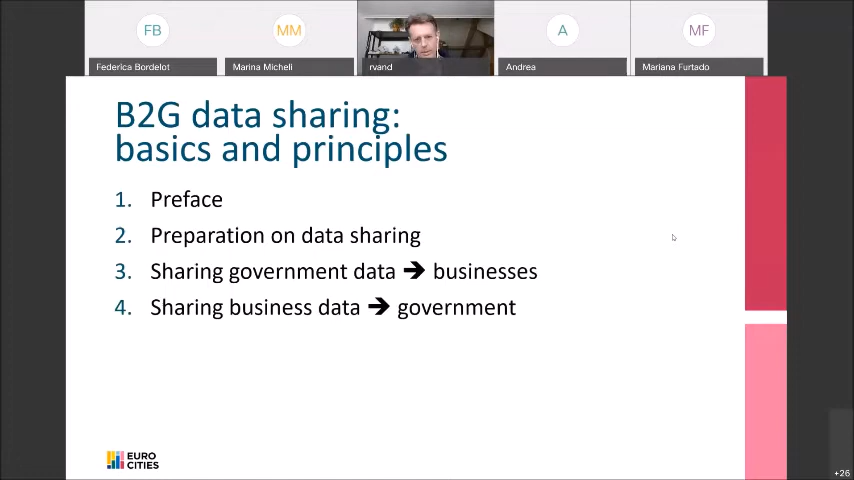 FB
MM
A
MF
Federica Bordelot
Marina Micheli
rvand
Andrea
Mariana Furtado
B2G data sharing:
basics and principles
1. Preface
2. Preparation on data sharing
3. Sharing government data ➔ businesses
4. Sharing business data ➔ government
EURO
CITIES
+26